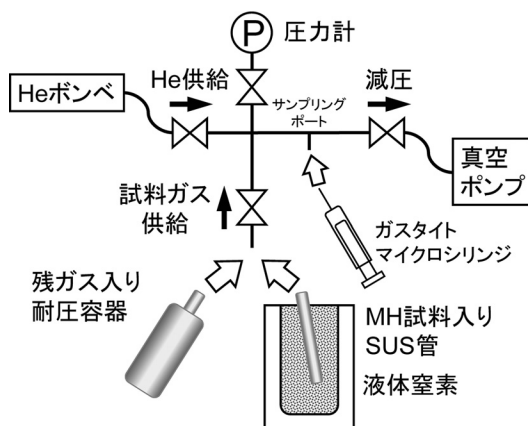 P
圧力計
He供給
減圧
Heボンベ
サンプリング
ポート
真空
ポンプ
試料ガス
供給
ガスタイト
マイクロシリンジ
残ガス入り
耐圧容器
MH試料入り
SUS管
液体窒素